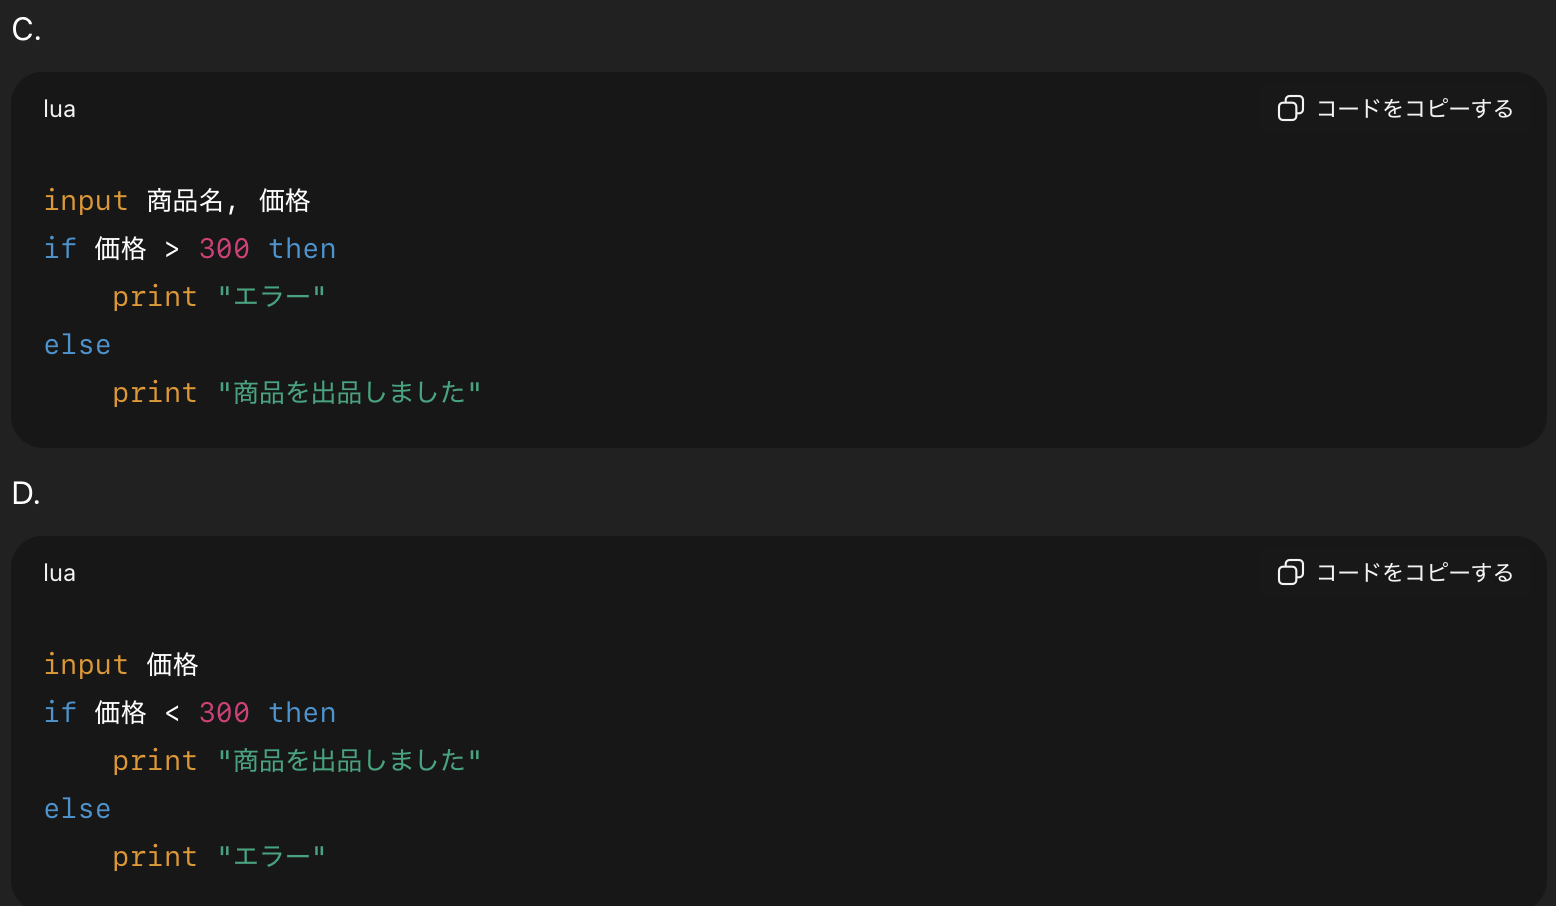 C.
lua
コードをコピーする
input 商品名, 価格
if 価格 > 300 then
    print "エラー"
else
    print "商品を出品しました"
D.
lua
コードをコピーする
input 価格
if 価格 < 300 then
    print "商品を出品しました"
else
    print "エラー"